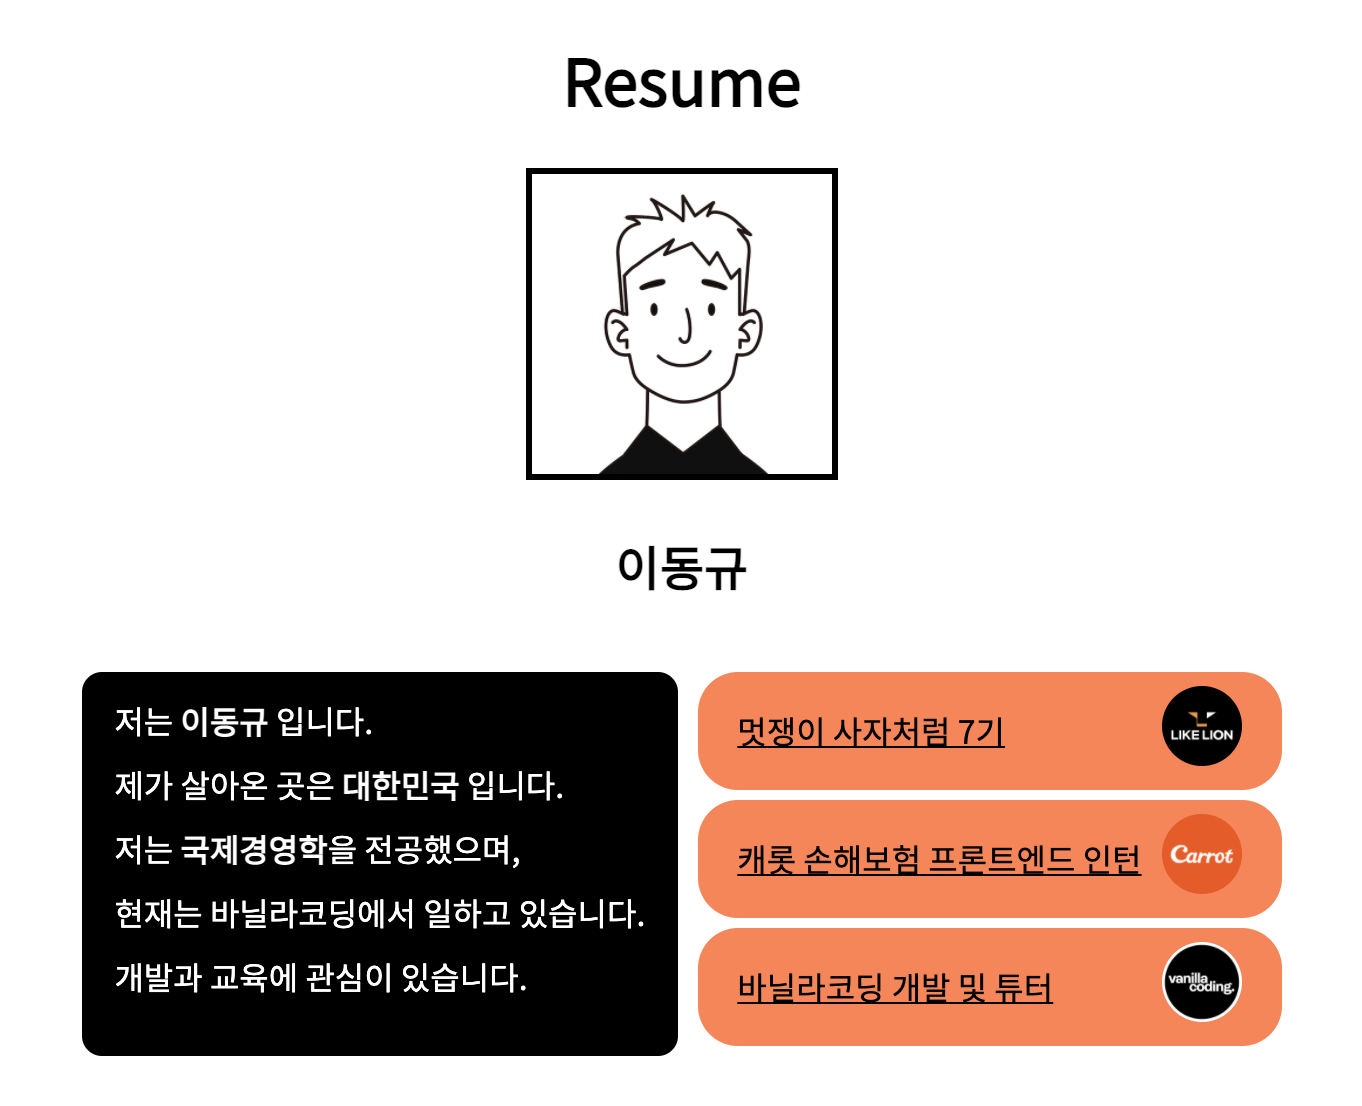 Resume
이동규
저는 이동규 입니다.
제가 살아온 곳은 대한민국 입니다.
저는 국제경영학을 전공했으며,
현재는 바닐라코딩에서 일하고 있습니다.
개발과 교육에 관심이 있습니다.
멋쟁이 사자처럼 7기
LIKE LION
캐롯 손해보험 프론트엔드 인턴
Carrot
바닐라코딩 개발 및 튜터
vanilla
coding.